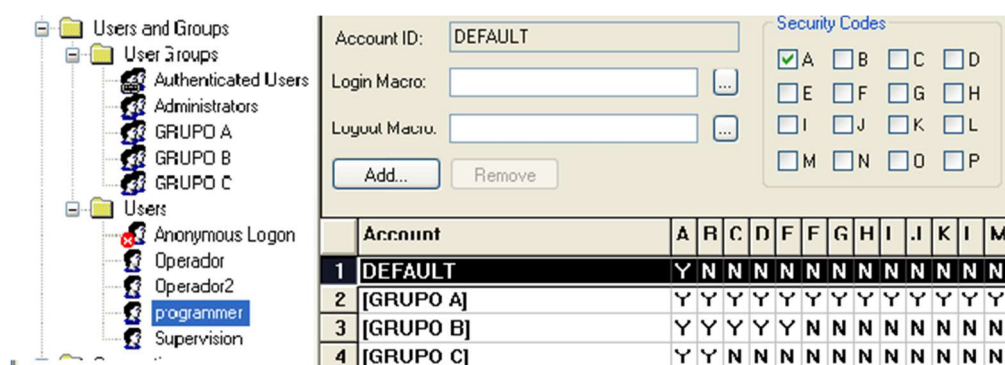 Users and Groups
User Groups
Authenticated Users
Administrators
GRUPO A
GRUPO B
GRUPO C
Users
Anonymous Logon
Operador
Operador2
programmer
Supervision
Account ID: DEFAULT
Login Macro: ...
Logout Macro: ...
Add... Remove
Security Codes
A B C D
E F G H
I J K L
M N O P
Account A B C D E F G H I J K L M
1 DEFAULT Y N N N N N N N N N N N N
2 [GRUPO A] Y Y Y Y Y Y Y Y Y Y Y Y Y
3 [GRUPO B] Y Y Y Y Y N N N N N N N N
4 [GRUPO C] Y Y N N N N N N N N N N N